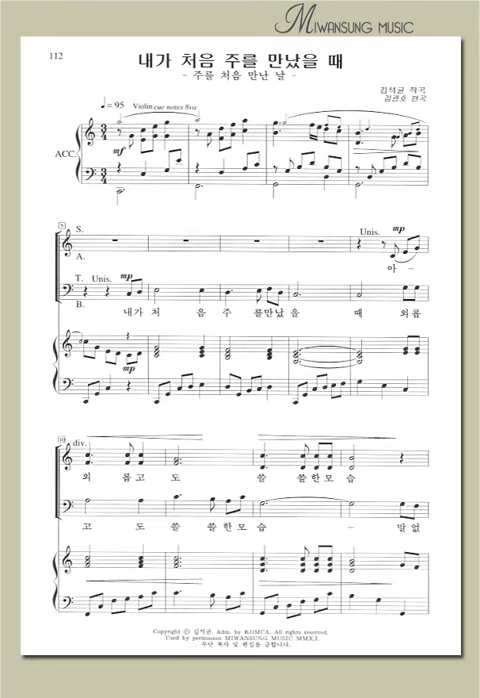 MIWANSUNG MUSIC
112
내가 처음 주를 만났을 때
- 주를 처음 만난 날 -
김석균 작곡
김관호 편곡
♩= 95 Violin cue notes 8va
mf
ACC.
5
S.
A.
Unis. mp
아-
T. Unis. mp
B.
내가 처 음 주 를만났 을 때 외롭
mp
10
div.
외 롭고 도 쓸 쓸한모 습
고 도 쓸 쓸한모 습 - 말없
Copyright ⓒ 김석균. Adm. by KOMCA. All rights reserved.
Used by permission MIWANSUNG MUSIC MMX.I.
무단 복사 및 편집을 금합니다.